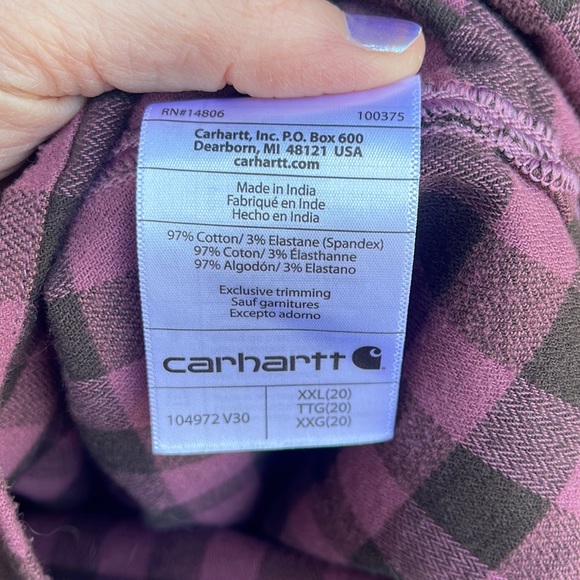 RN#14806 100375
Carhartt, Inc. P.O. Box 600
Dearborn, MI 48121 USA
carhartt.com
Made in India
Fabriqué en Inde
Hecho en India
97% Cotton/ 3% Elastane (Spandex)
97% Coton/ 3% Élasthanne
97% Algodón/ 3% Elastano
Exclusive trimming
Sauf garnitures
Excepto adorno
carhartt
104972 V30
XXL(20)
TTG(20)
XXG(20)